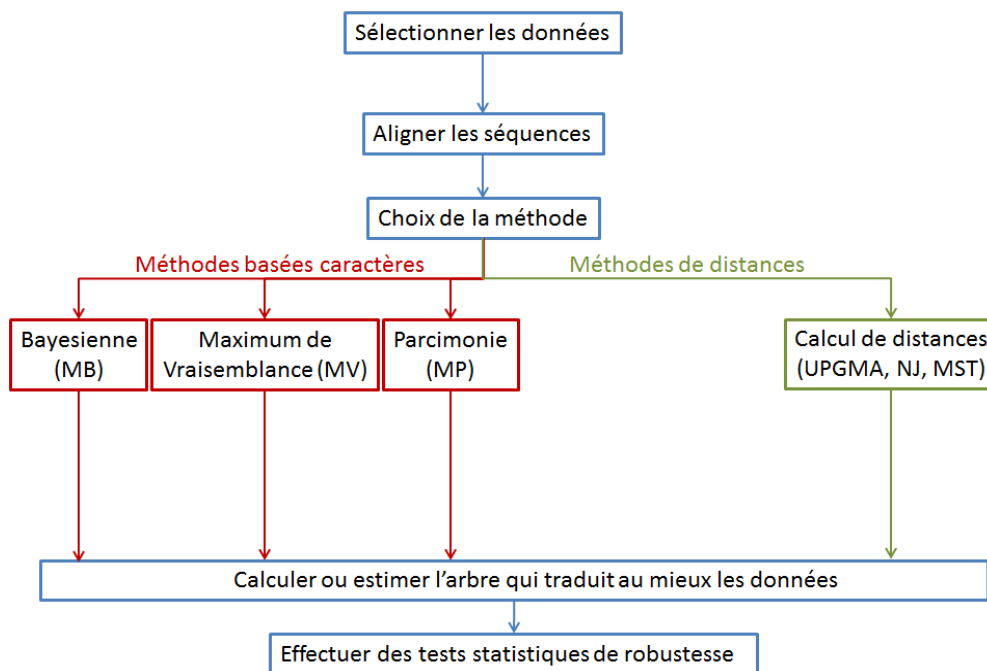 Sélectionner les données
Aligner les séquences
Choix de la méthode
Méthodes basées caractères
Méthodes de distances
Bayesienne
(MB)
Maximum de
Vraisemblance (MV)
Parcimonie
(MP)
Calcul de distances
(UPGMA, NJ, MST)
Calculer ou estimer l’arbre qui traduit au mieux les données
Effectuer des tests statistiques de robustesse